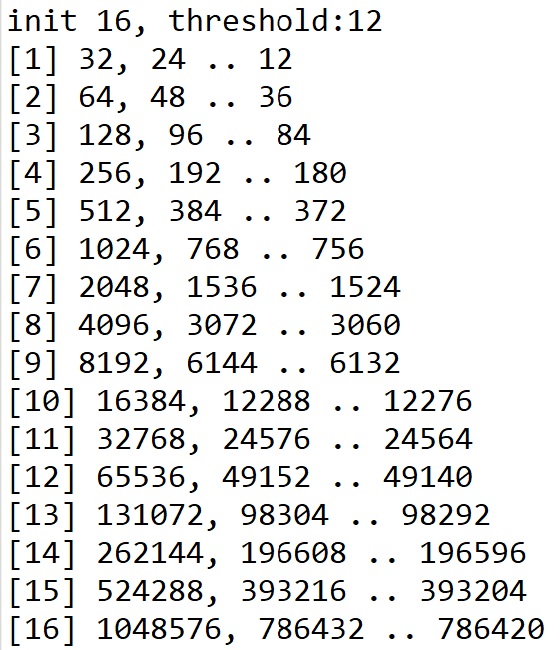 init 16, threshold:12
[1] 32, 24 .. 12
[2] 64, 48 .. 36
[3] 128, 96 .. 84
[4] 256, 192 .. 180
[5] 512, 384 .. 372
[6] 1024, 768 .. 756
[7] 2048, 1536 .. 1524
[8] 4096, 3072 .. 3060
[9] 8192, 6144 .. 6132
[10] 16384, 12288 .. 12276
[11] 32768, 24576 .. 24564
[12] 65536, 49152 .. 49140
[13] 131072, 98304 .. 98292
[14] 262144, 196608 .. 196596
[15] 524288, 393216 .. 393204
[16] 1048576, 786432 .. 786420